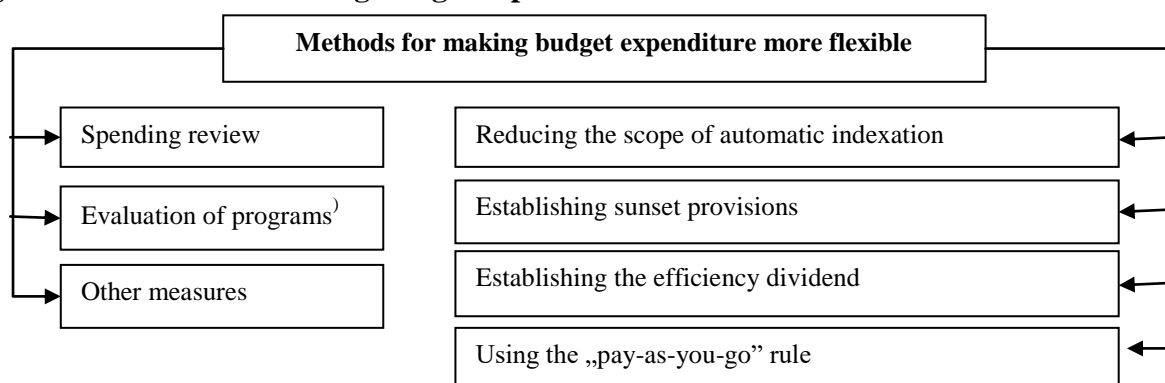 Methods for making budget expenditure more flexible
Spending review
Evaluation of programs⁾
Other measures
Reducing the scope of automatic indexation
Establishing sunset provisions
Establishing the efficiency dividend
Using the „pay-as-you-go” rule